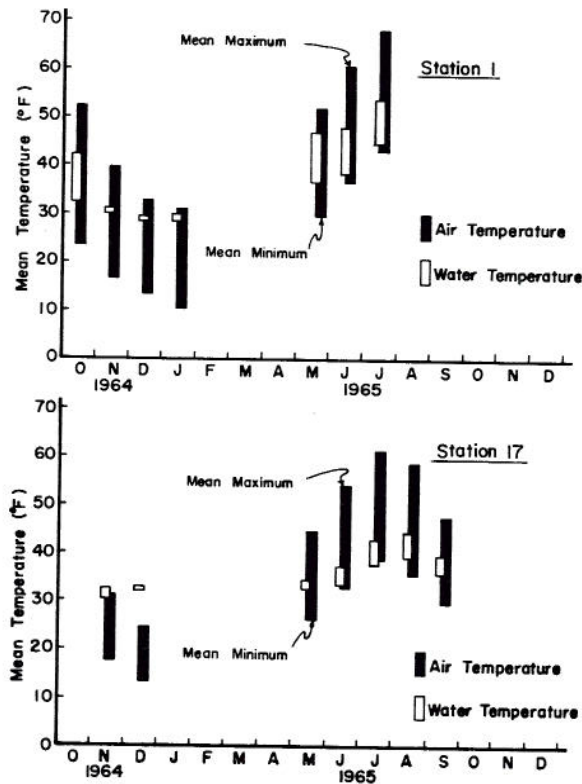 70
60
50
40
30
20
10
0
Mean Temperature (°F)
Mean Maximum
Station 1
Air Temperature
Mean Minimum
Water Temperature
O N D J F M A M J J A S O N D
1964 1965
70
60
50
40
30
20
10
0
Mean Temperature (°F)
Station 17
Mean Maximum
Mean Minimum
Air Temperature
Water Temperature
O N D J F M A M J J A S O N D
1964 1965